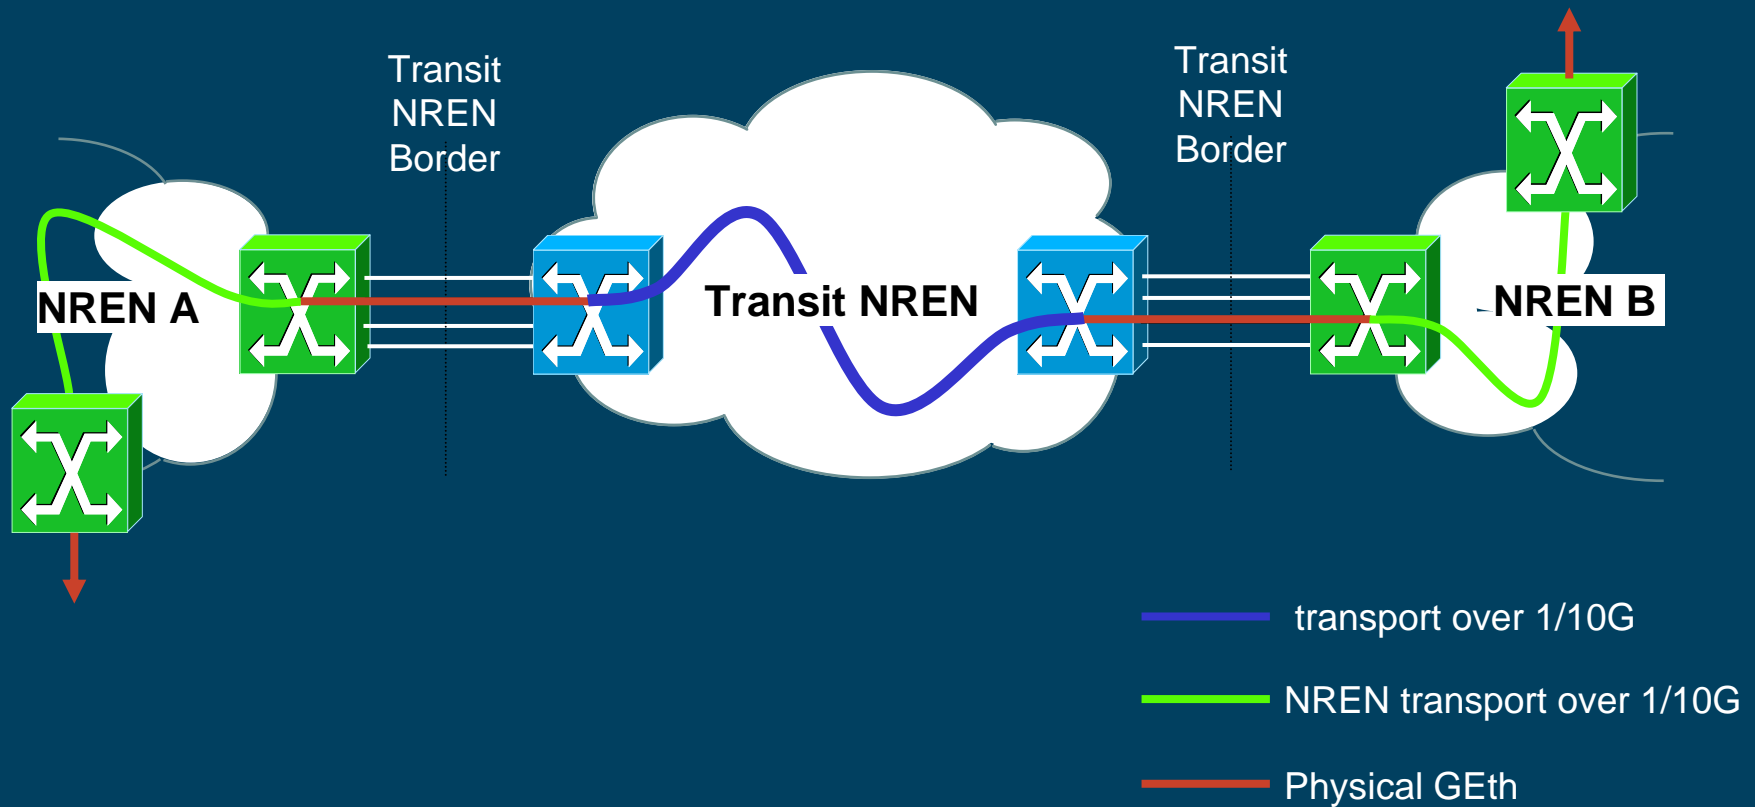 Transit
NREN
Border
Transit
NREN
Border
NREN A
Transit NREN
NREN B
transport over 1/10G
NREN transport over 1/10G
Physical GEth